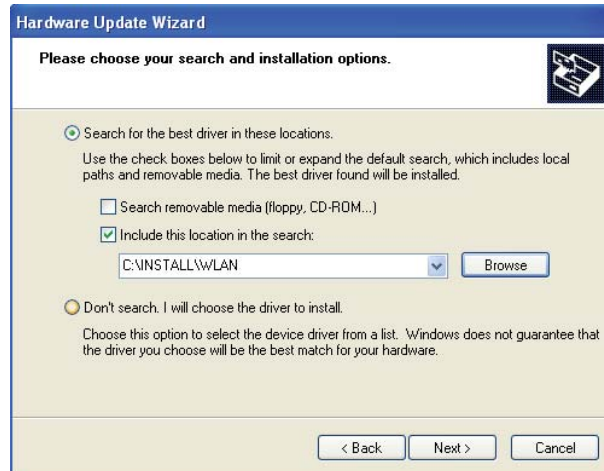 Hardware Update Wizard
Please choose your search and installation options.
Search for the best driver in these locations.
Use the check boxes below to limit or expand the default search, which includes local
paths and removable media. The best driver found will be installed.
Search removable media (floppy, CD-ROM...)
Include this location in the search:
C:\INSTALL\WLAN
Browse
Don't search. I will choose the driver to install.
Choose this option to select the device driver from a list. Windows does not guarantee that
the driver you choose will be the best match for your hardware.
< Back Next > Cancel